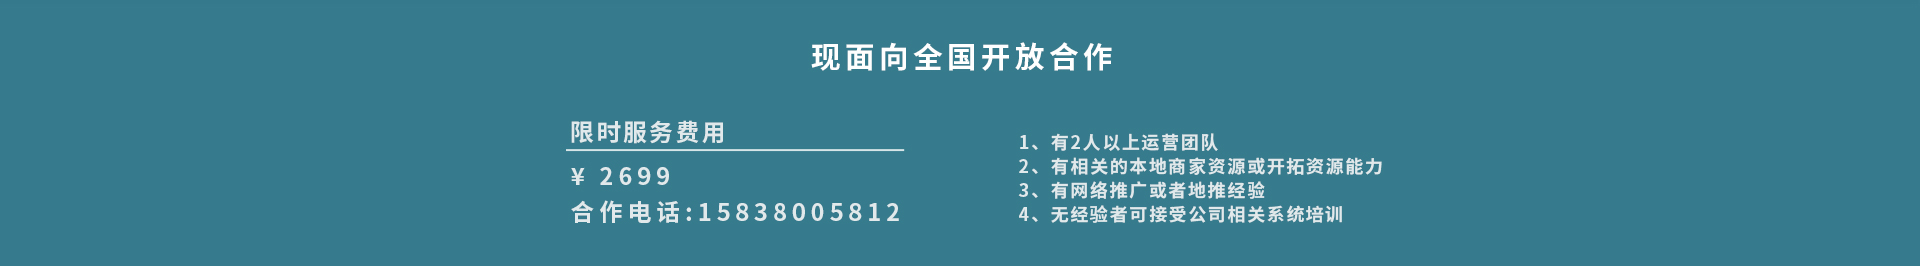 现面向全国开放合作
限时服务费用
¥ 2699
合作电话:15838005812
1、有2人以上运营团队
2、有相关的本地商家资源或开拓资源能力
3、有网络推广或者地推经验
4、无经验者可接受公司相关系统培训